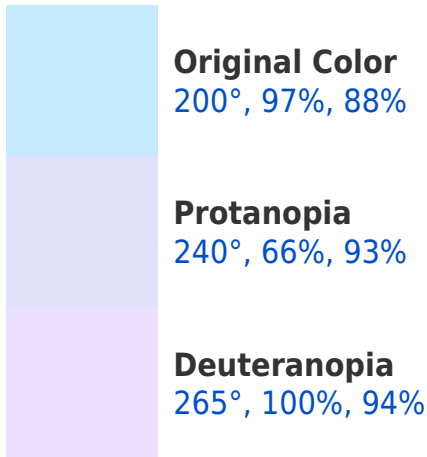 Original Color
200°, 97%, 88%
Protanopia
240°, 66%, 93%
Deuteranopia
265°, 100%, 94%